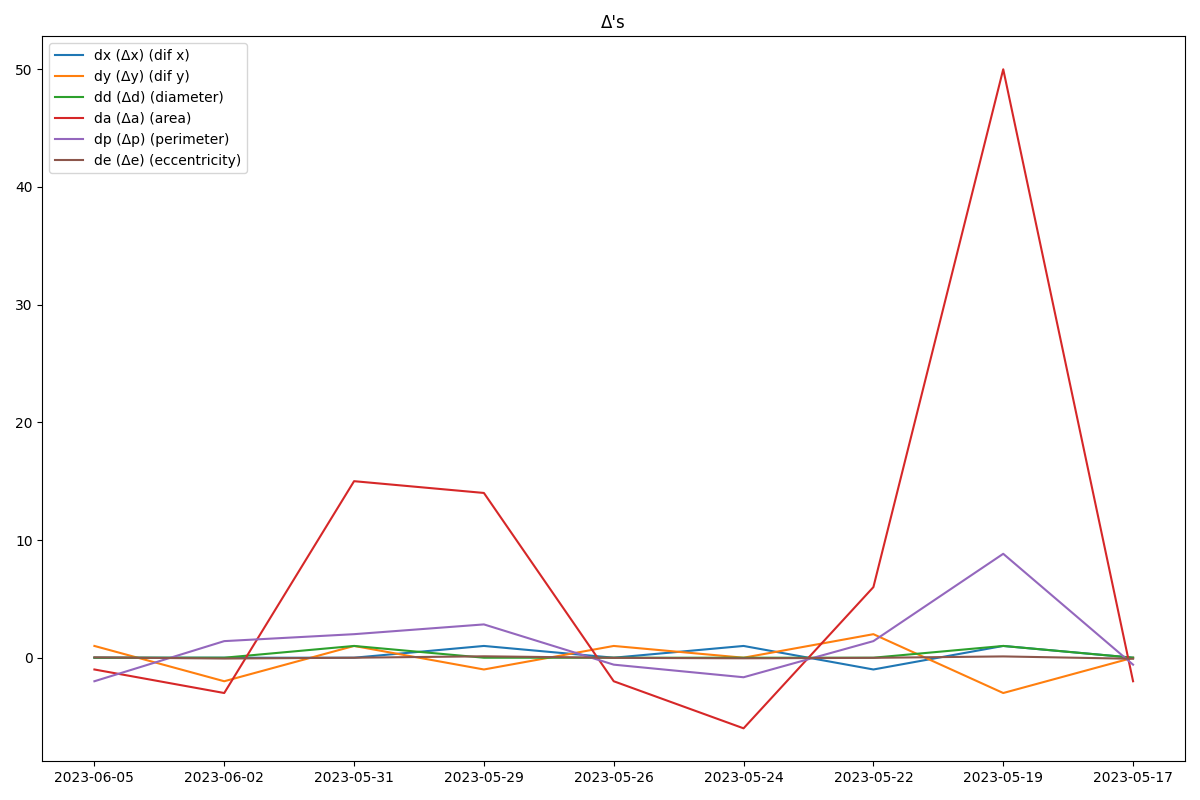 Δ's
dx (Δx) (dif x)
dy (Δy) (dif y)
dd (Δd) (diameter)
da (Δa) (area)
dp (Δp) (perimeter)
de (Δe) (eccentricity)
50
40
30
20
10
0
2023-06-05 2023-06-02 2023-05-31 2023-05-29 2023-05-26 2023-05-24 2023-05-22 2023-05-19 2023-05-17